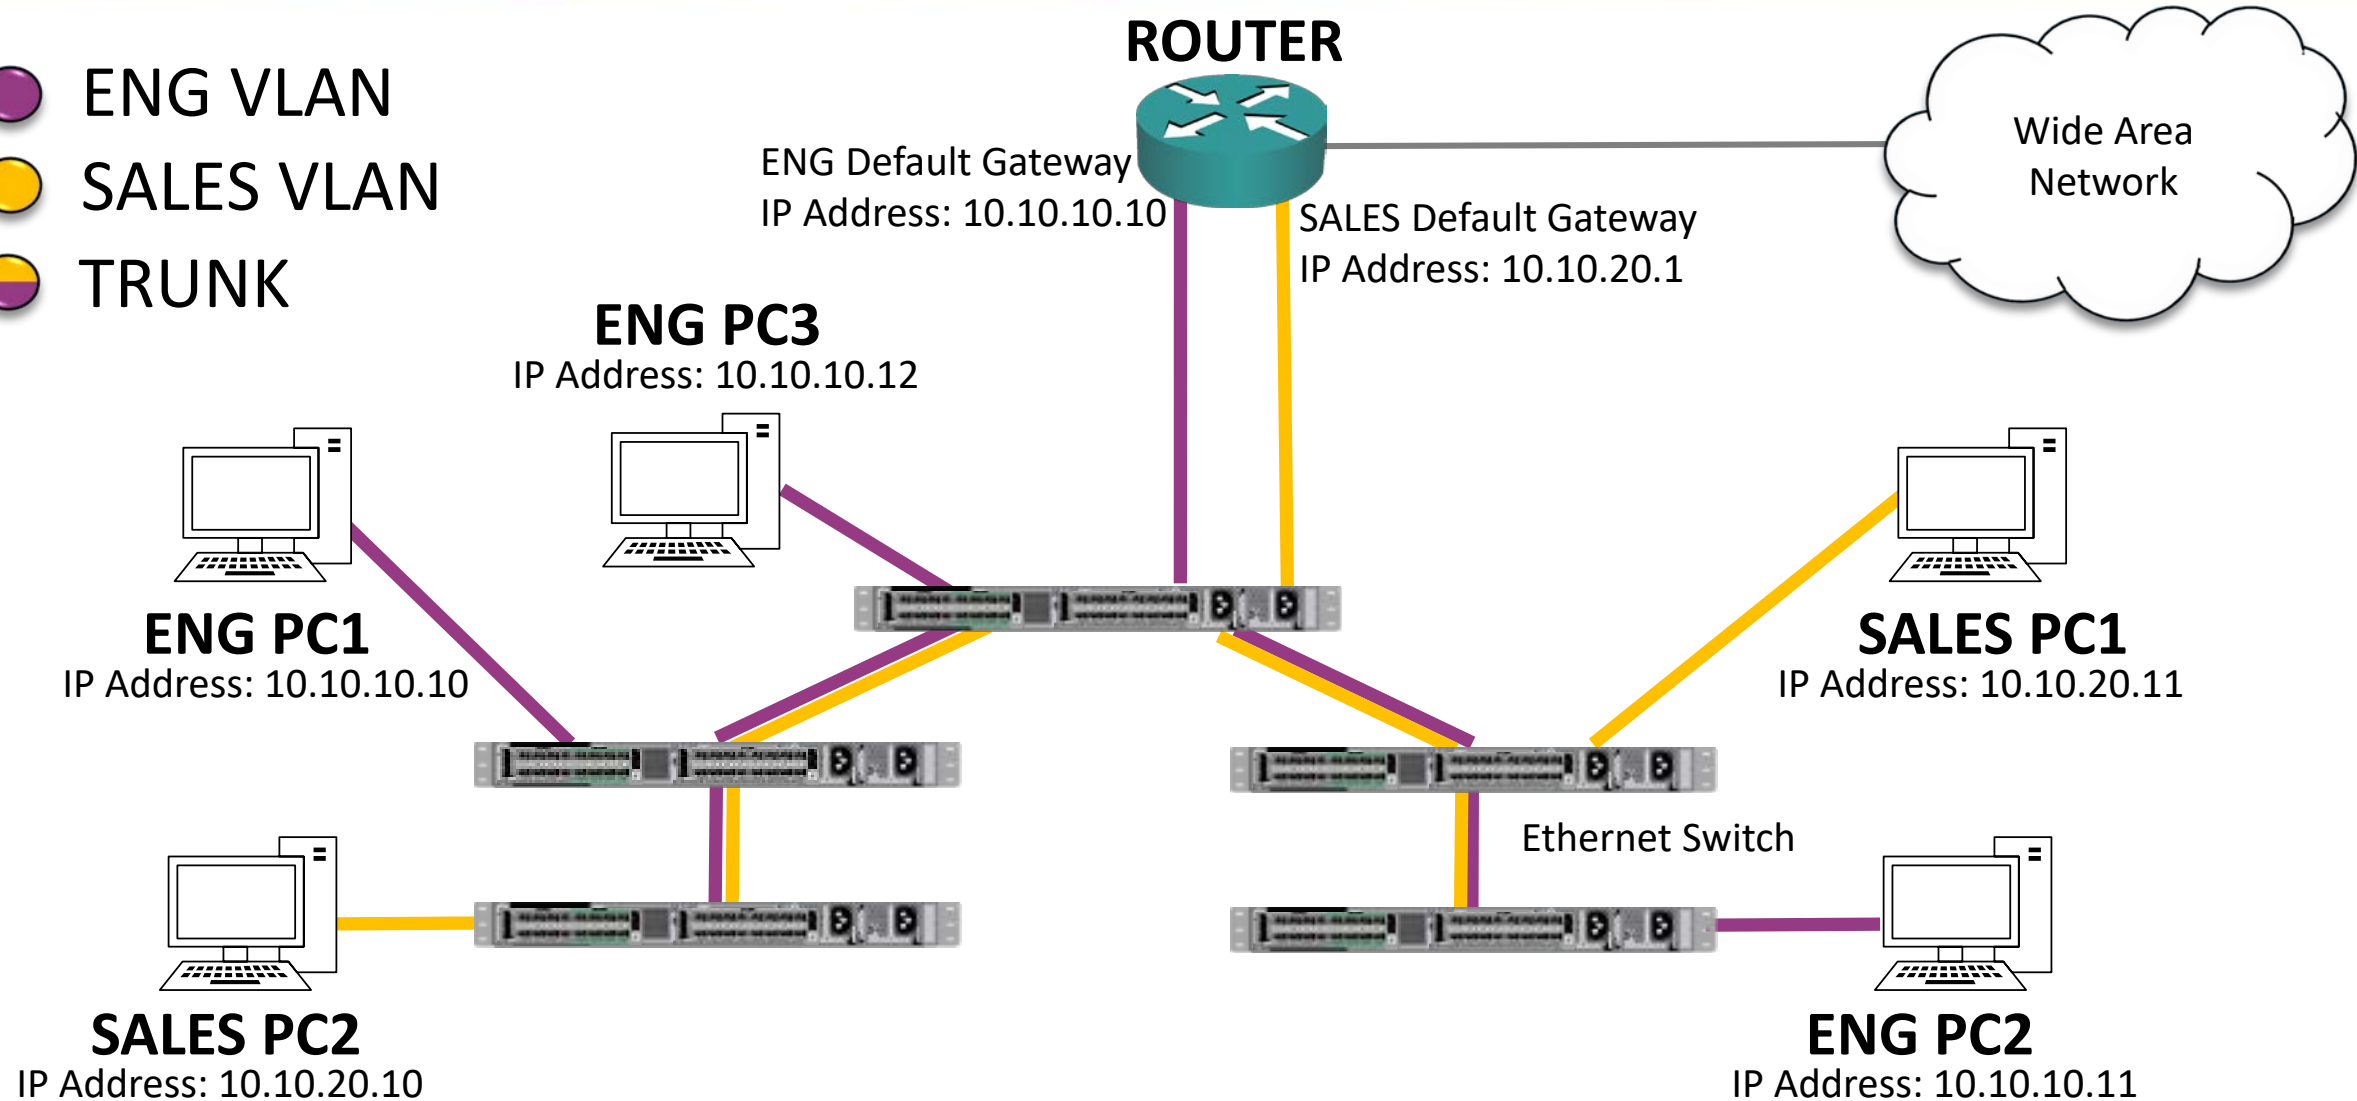 ROUTER
ENG VLAN
SALES VLAN
TRUNK
ENG Default Gateway
IP Address: 10.10.10.10
SALES Default Gateway
IP Address: 10.10.20.1
Wide Area
Network
ENG PC3
IP Address: 10.10.10.12
ENG PC1
IP Address: 10.10.10.10
SALES PC1
IP Address: 10.10.20.11
Ethernet Switch
SALES PC2
IP Address: 10.10.20.10
ENG PC2
IP Address: 10.10.10.11